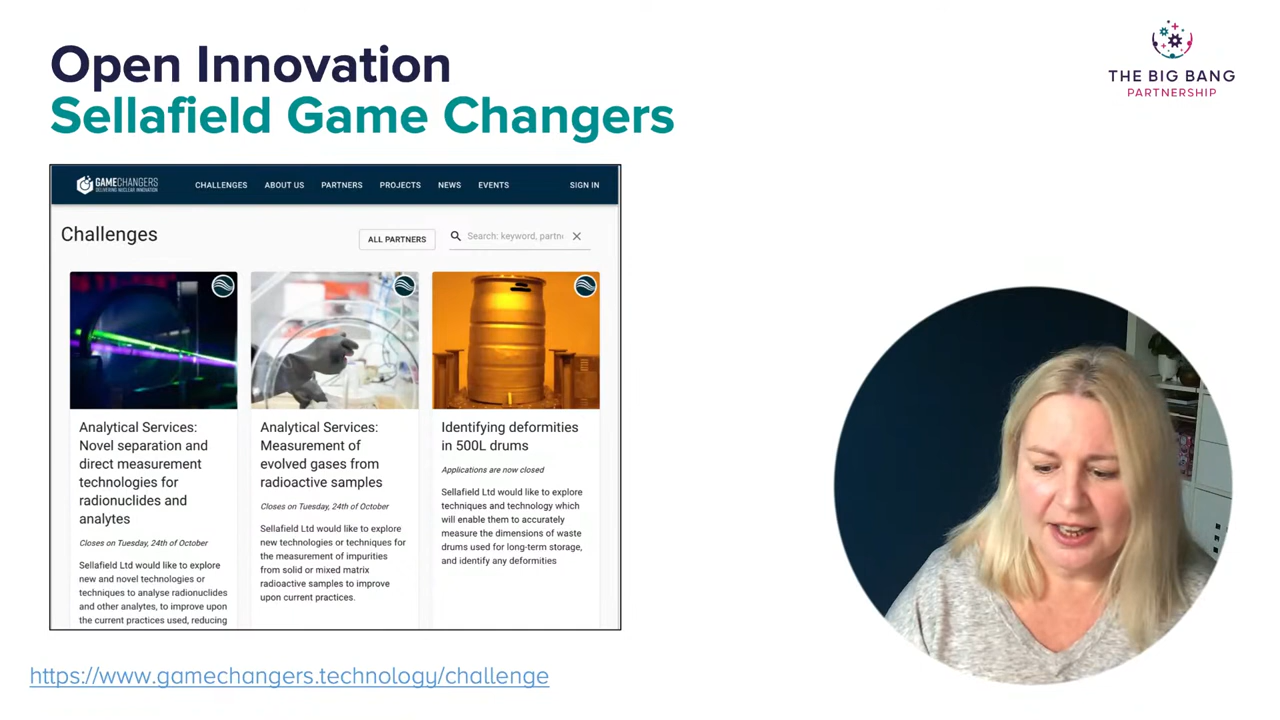 Open Innovation
Sellafield Game Changers
THE BIG BANG
PARTNERSHIP
GAMECHANGERS
DELIVERING NUCLEAR INNOVATION
CHALLENGES
ABOUT US
PARTNERS
PROJECTS
NEWS
EVENTS
SIGN IN
Challenges
ALL PARTNERS
Search: keyword, partn
Analytical Services:
Novel separation and
direct measurement
technologies for
radionuclides and
analytes
Closes on Tuesday, 24th of October
Sellafield Ltd would like to explore
new and novel technologies or
techniques to analyse radionuclides
and other analytes, to improve upon
the current practices used, reducing
Analytical Services:
Measurement of
evolved gases from
radioactive samples
Closes on Tuesday, 24th of October
Sellafield Ltd would like to explore
new technologies or techniques for
the measurement of impurities
from solid or mixed matrix
radioactive samples to improve
upon current practices.
Identifying deformities
in 500L drums
Applications are now closed
Sellafield Ltd would like to explore
techniques and technology which
will enable them to accurately
measure the dimensions of waste
drums used for long-term storage,
and identify any deformities
https://www.gamechangers.technology/challenge